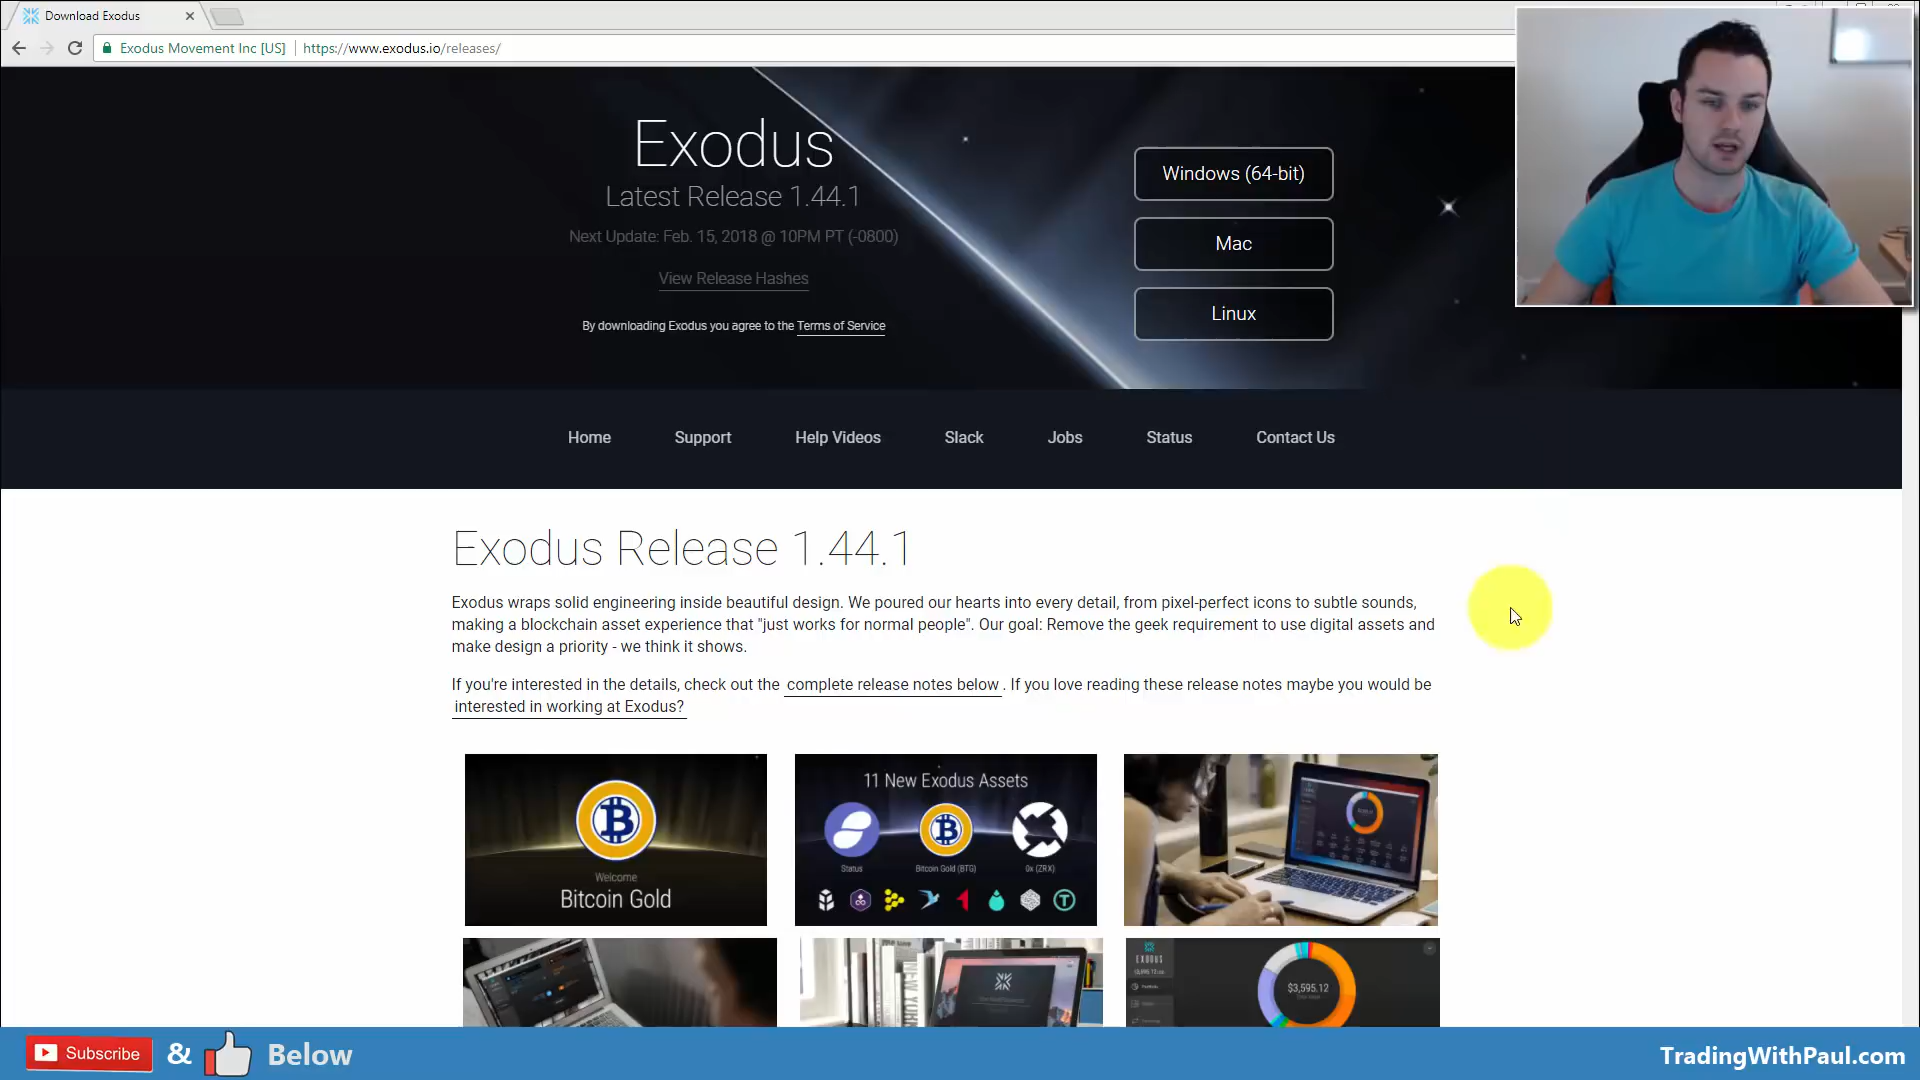 Download Exodus
Exodus Movement Inc [US] https://www.exodus.io/releases/
Exodus
Latest Release 1.44.1
Next Update: Feb. 15, 2018 @ 10PM PT (-0800)
View Release Hashes
By downloading Exodus you agree to the Terms of Service
Windows (64-bit)
Mac
Linux
Home Support Help Videos Slack Jobs Status Contact Us
Exodus Release 1.44.1
Exodus wraps solid engineering inside beautiful design. We poured our hearts into every detail, from pixel-perfect icons to subtle sounds,
making a blockchain asset experience that "just works for normal people". Our goal: Remove the geek requirement to use digital assets and
make design a priority - we think it shows.
If you're interested in the details, check out the complete release notes below. If you love reading these release notes maybe you would be
interested in working at Exodus?
Welcome
Bitcoin Gold
11 New Exodus Assets
Status Bitcoin Gold (BTG) 0x (ZRX)
EXODUS
$3,595.12
Subscribe & Below
TradingWithPaul.com